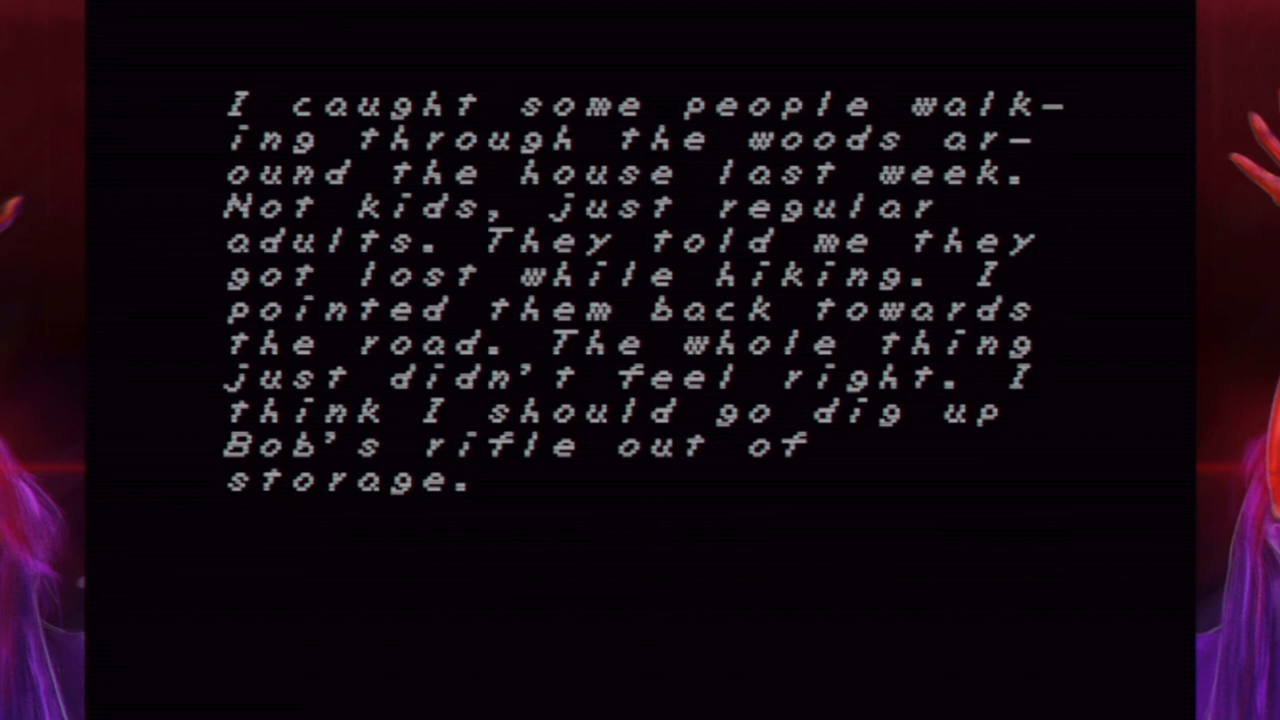 I caught some people walk-
ing through the woods ar-
ound the house last week.
Not kids, just regular
adults. They told me they
got lost while hiking. I
pointed them back towards
the road. The whole thing
just didn't feel right. I
think I should go dig up
Bob's rifle out of
storage.